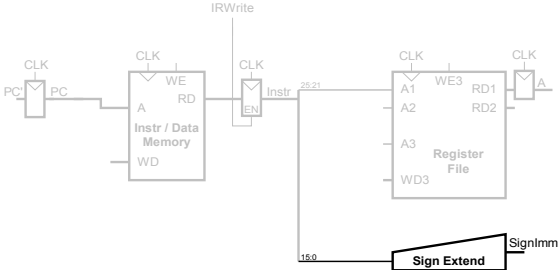 IRWrite
CLK
CLK
CLK
CLK
CLK
PC'
PC
WE
A
RD
Instr / Data
Memory
WD
EN
Instr
25:21
A1
WE3
RD1
A
A2
RD2
A3
Register
File
WD3
15:0
Sign Extend
SignImm